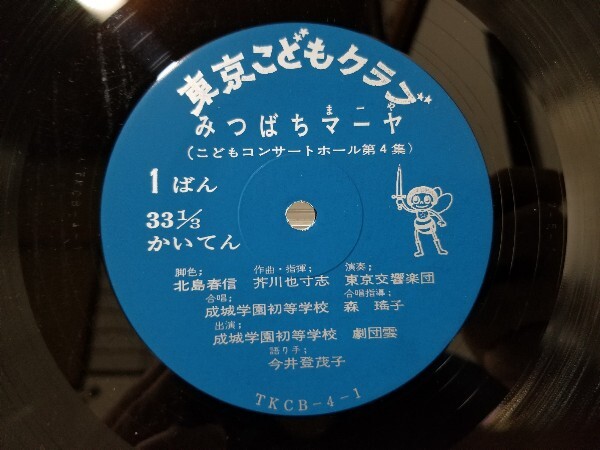 東京こどもクラブ
まにや
みつばちマニヤ
(こどもコンサートホール第4集)
1ばん
33 1/3
かいてん
脚色; 作曲・指揮; 演奏;
北島春信 芥川也寸志 東京交響楽団
合唱; 合唱指導;
成城学園初等学校 森 瑤子
出演;
成城学園初等学校 劇団雲
語り手;
今井登茂子
TKCB-4-1
TKCB-4-1